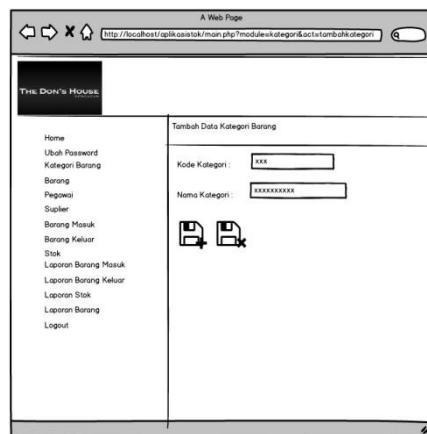 A Web Page
http://localhost/aplikasistok/main.php?module=kategori&act=tambahkategori
THE DON'S HOUSE
Tambah Data Kategori Barang
Home
Ubah Password
Kategori Barang
Barang
Pegawai
Suplier
Barang Masuk
Barang Keluar
Stok
Laporan Barang Masuk
Laporan Barang Keluar
Laporan Stok
Laporan Barang
Logout
Kode Kategori :
xxx
Nama Kategori :
xxxxxxxxxx